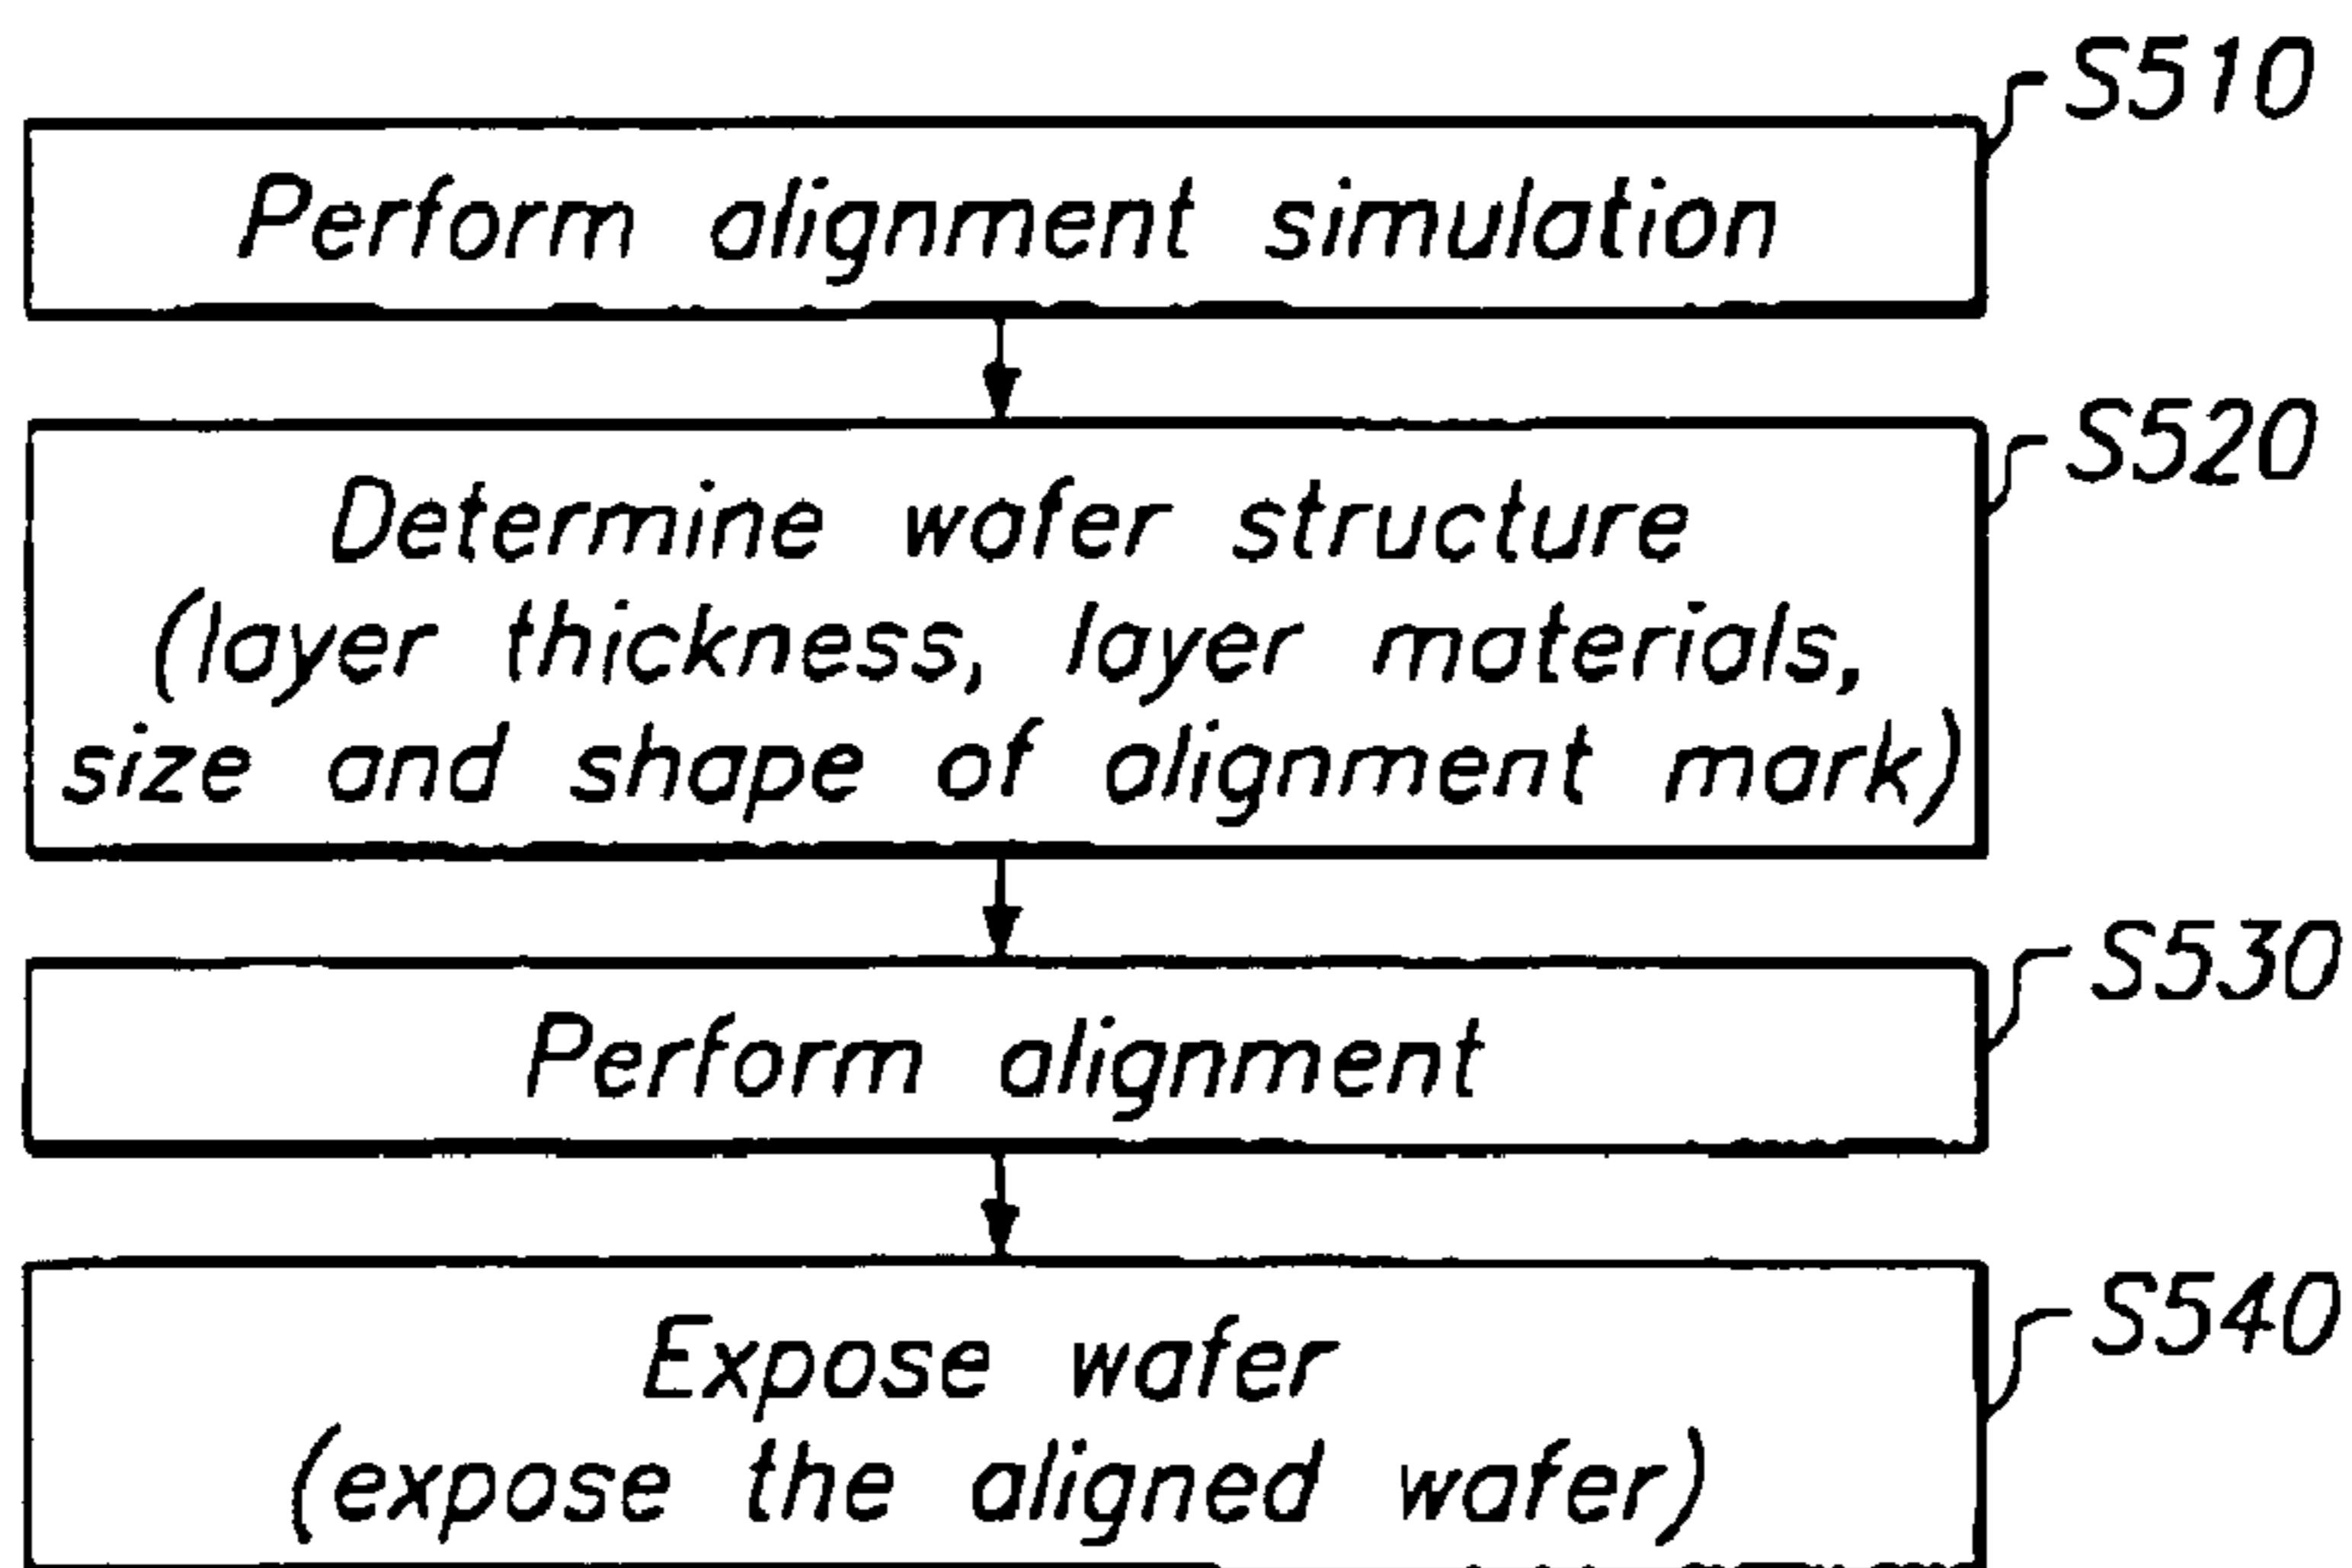 S510
Perform alignment simulation
S520
Determine wafer structure
(layer thickness, layer materials,
size and shape of alignment mark)
S530
Perform alignment
S540
Expose wafer
(expose the aligned wafer)